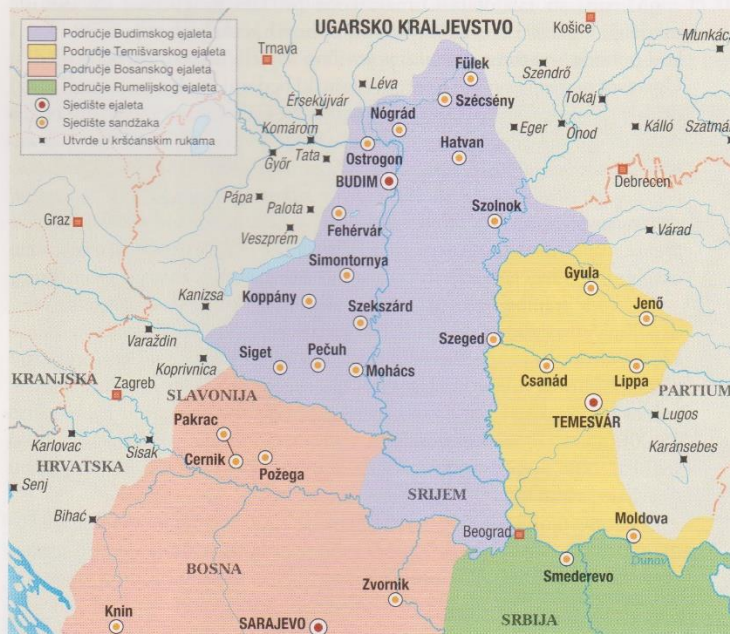 UGARSKO KRALJEVSTVO
Područje Budimskog ejaleta
Područje Temišvarskog ejaleta
Područje Bosanskog ejaleta
Područje Rumelijskog ejaleta
Sjedište ejaleta
Sjedište sandžaka
Utvrde u kršćanskim rukama
Trnava
Košice
Munkács
Léva
Fülek
Szendrő
Érsekújvár
Szécsény
Tokaj
Nógrád
Komárom
Eger
Ónod
Kálló
Szatmár
Győr
Tata
Ostrogon
Hatvan
BUDIM
Debrecen
Pápa
Palota
Graz
Fehérvár
Szolnok
Várad
Veszprém
Simontornya
Gyula
Kanizsa
Koppány
Szekszárd
Jenő
Varaždin
Szeged
Koprivnica
Siget
Pečuh
Mohács
Csanád
Lippa
KRANJSKA
Zagreb
SLAVONIJA
PARTIUM
TEMESVÁR
Lugos
Pakrac
Karlovac
Sisak
Cernik
Požega
Karánsebes
HRVATSKA
Senj
SRIJEM
Bihać
Beograd
Moldova
Dunav
BOSNA
Smederevo
Zvornik
Knin
SARAJEVO
SRBIJA